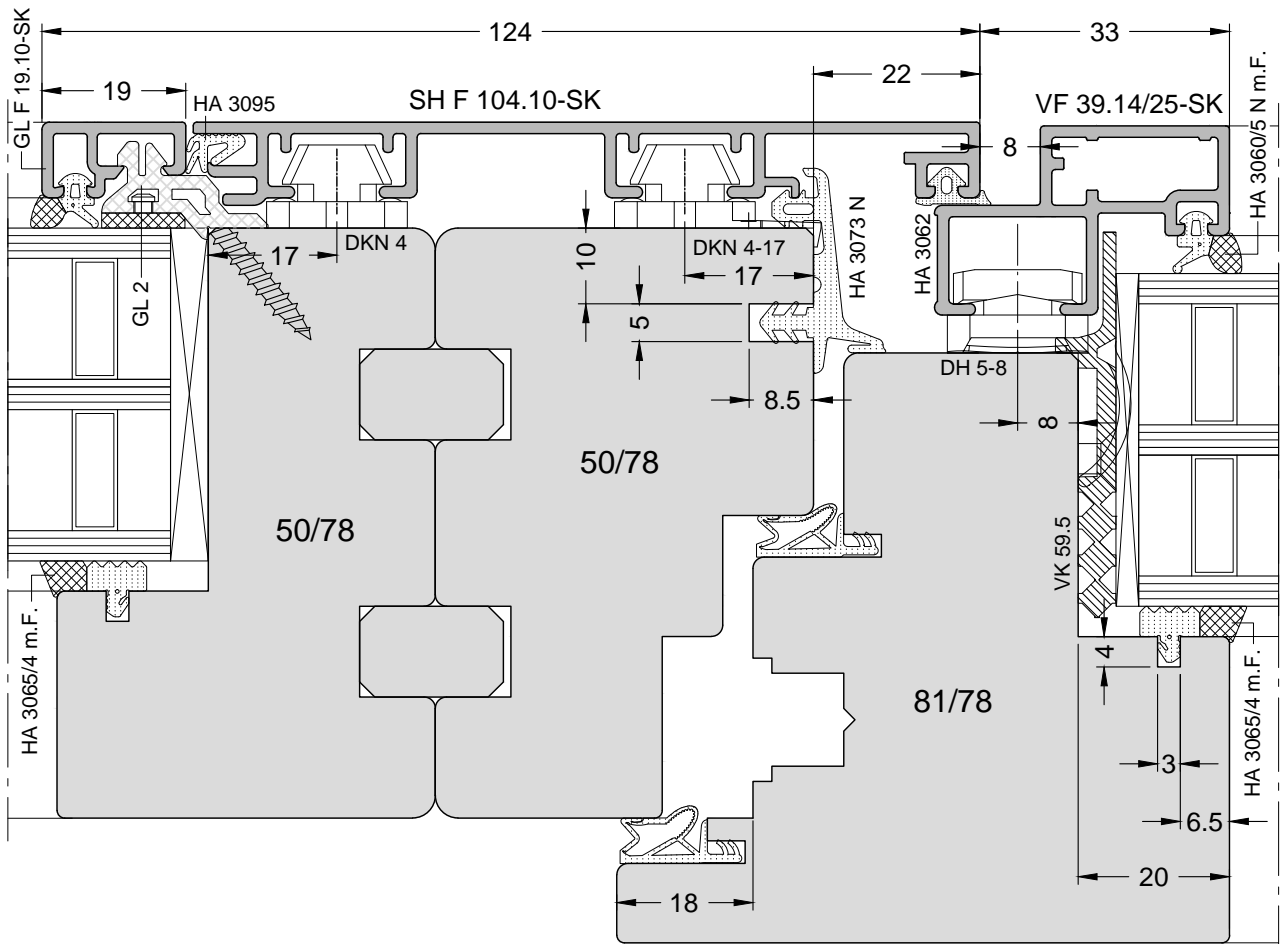 124
33
22
19
HA 3095
SH F 104.10-SK
VF 39.14/25-SK
GL F 19.10-SK
8
HA 3060/5 N m.F.
17
DKN 4
10
DKN 4-17
17
HA 3073 N
HA 3062
GL 2
5
DH 5-8
8.5
8
50/78
50/78
VK 59.5
HA 3065/4 m.F.
4
81/78
HA 3065/4 m.F.
3
6.5
18
20